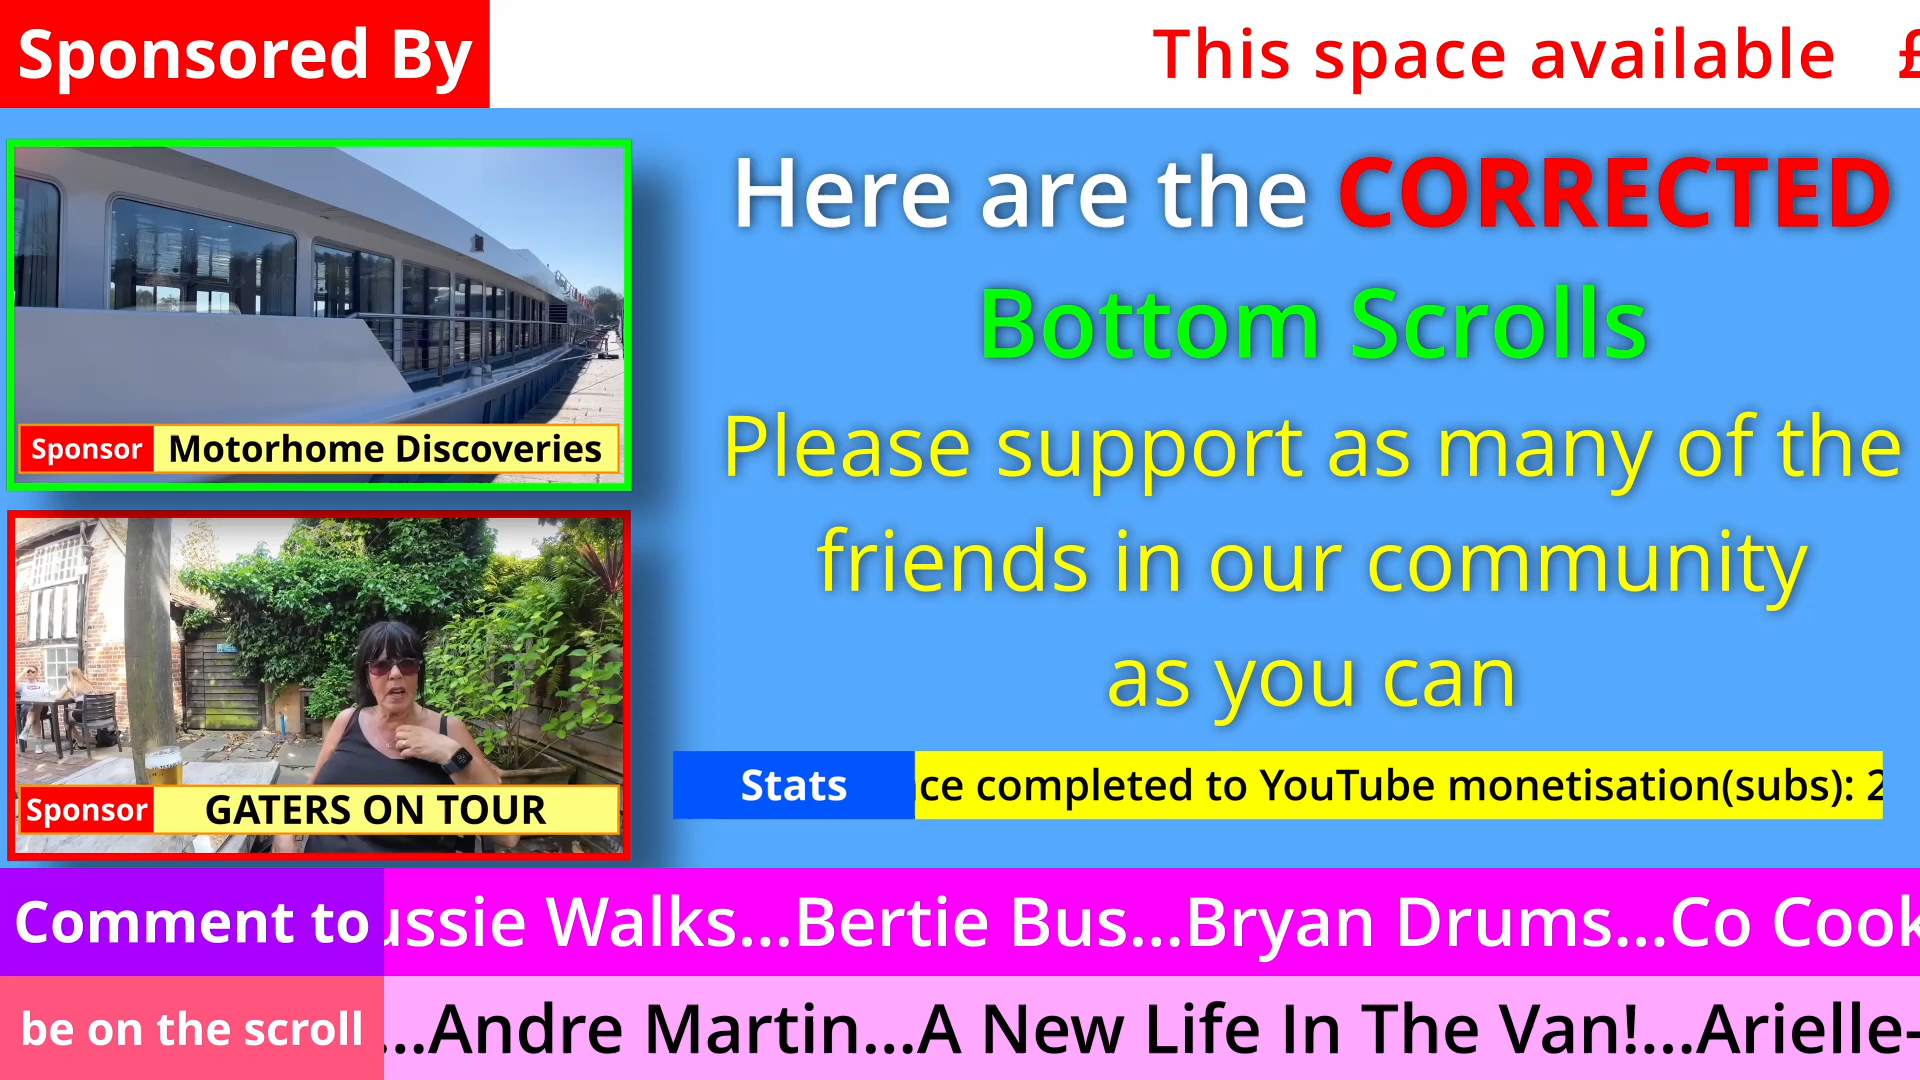 Sponsored By
This space available £
Here are the CORRECTED
Bottom Scrolls
Please support as many of the
friends in our community
as you can
Sponsor Motorhome Discoveries
Sponsor GATERS ON TOUR
Stats ce completed to YouTube monetisation(subs): 2
Comment to ussie Walks...Bertie Bus...Bryan Drums...Co Cook
be on the scroll ...Andre Martin...A New Life In The Van!...Arielle-